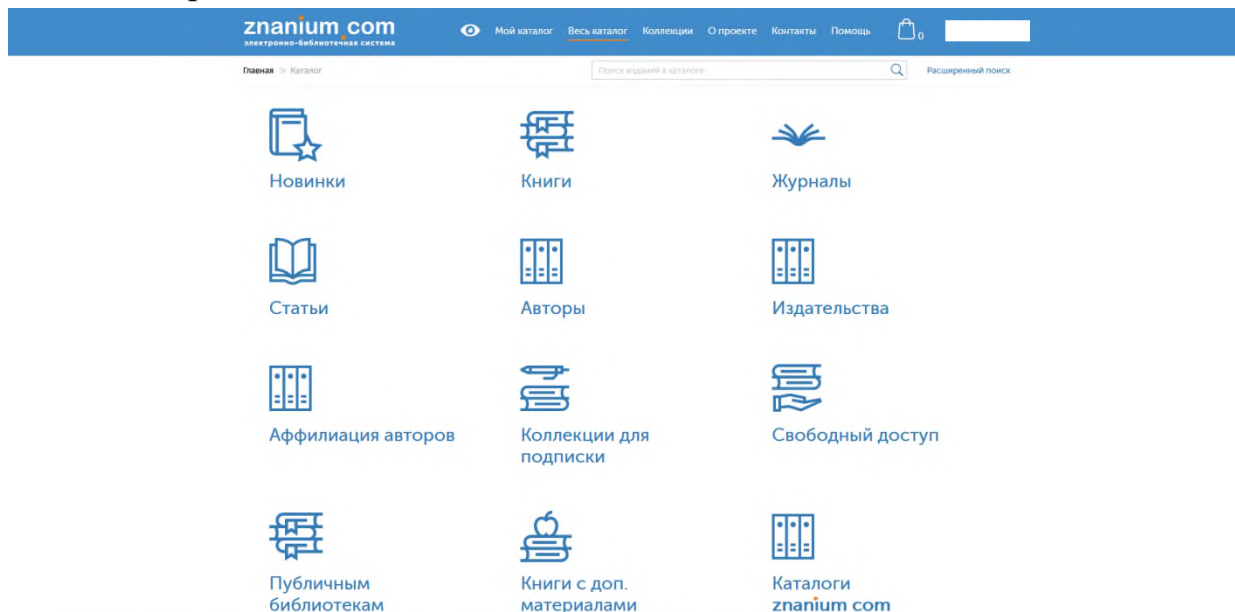 znanium.com
электронно-библиотечная система
Мой каталог Весь каталог Коллекции О проекте Контакты Помощь 0
Главная » Каталог Поиск изданий в каталоге Расширенный поиск
Новинки Книги Журналы
Статьи Авторы Издательства
Аффилиация авторов Коллекции для Свободный доступ
подписки
Публичным Книги с доп. Каталоги
библиотекам материалами znanium com